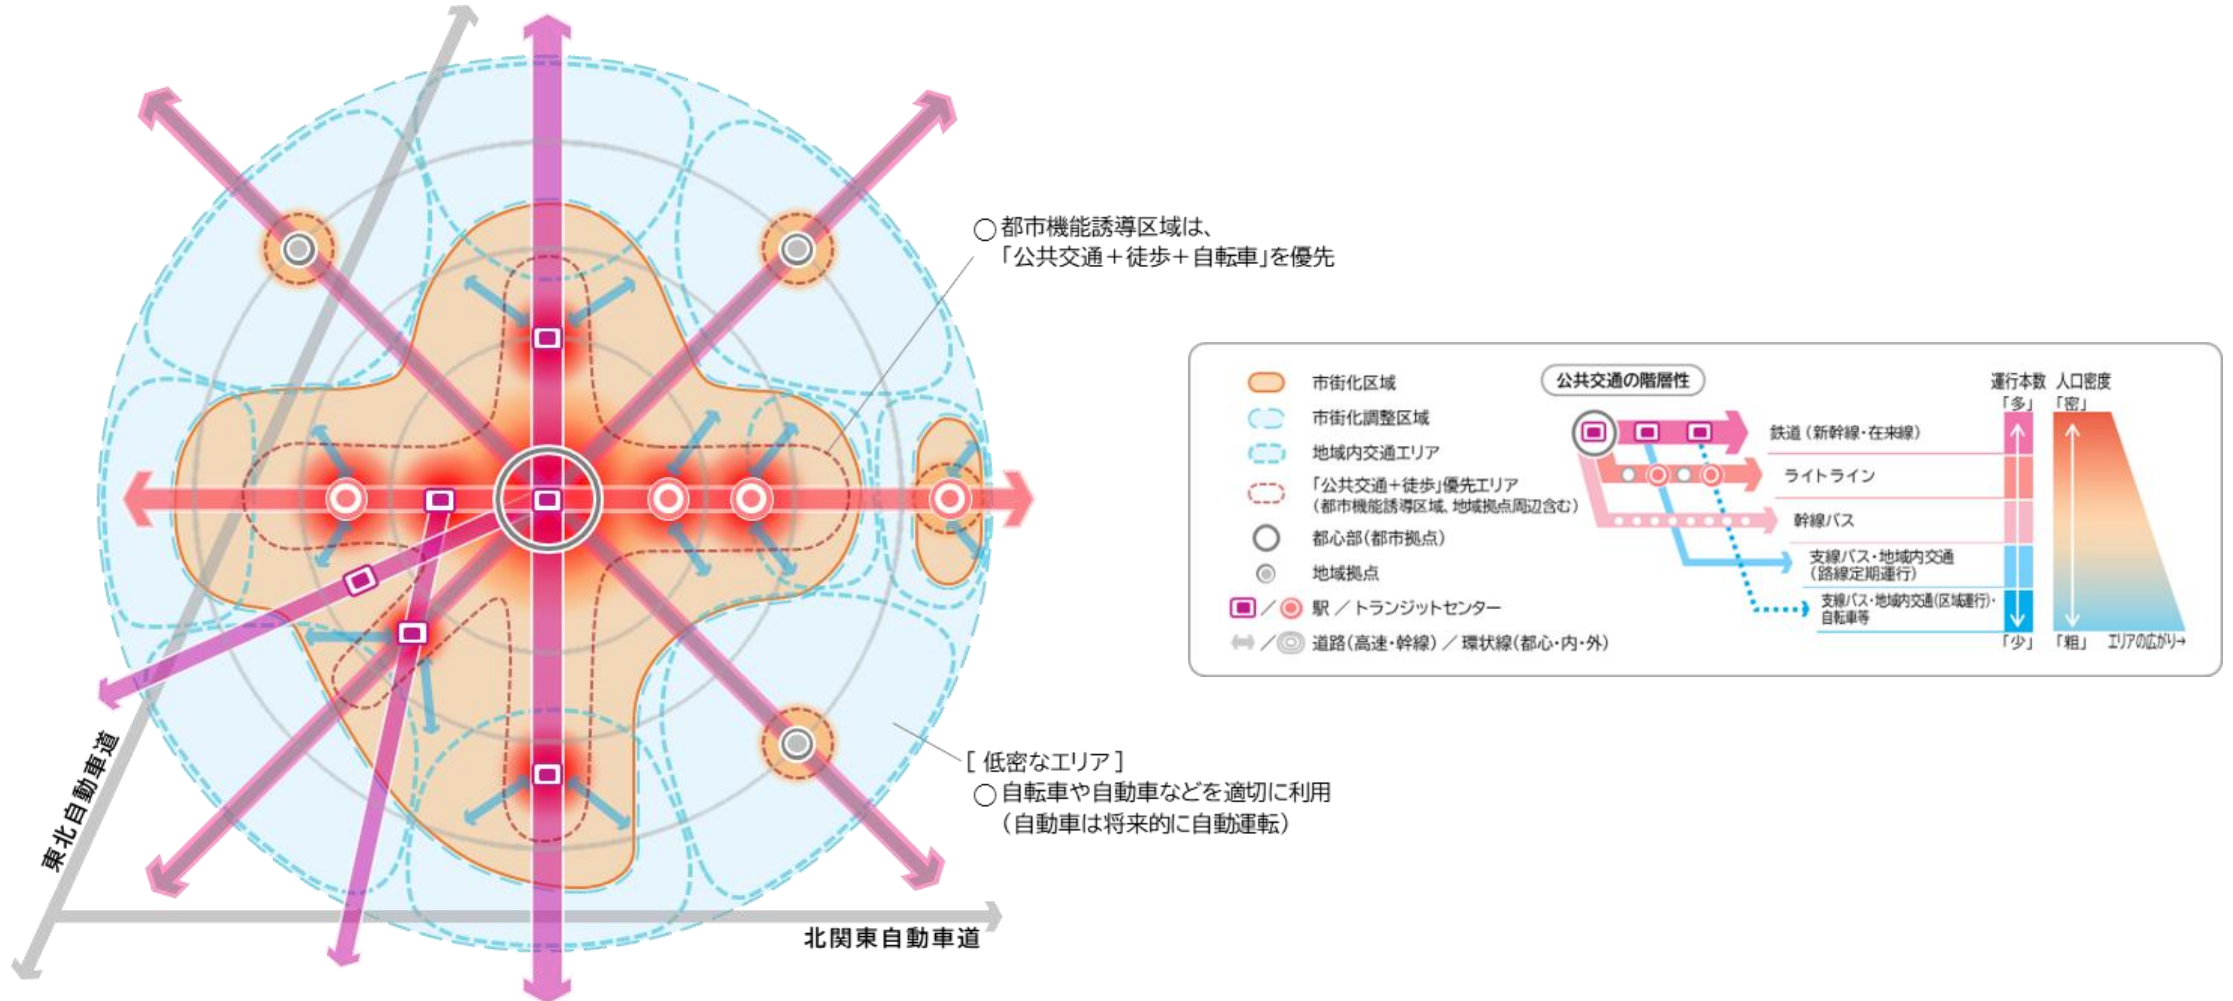 ○都市機能誘導区域は、
「公共交通＋徒歩＋自転車」を優先
[ 低密なエリア ]
○自転車や自動車などを適切に利用
（自動車は将来的に自動運転）
東北自動車道
北関東自動車道
市街化区域
市街化調整区域
地域内交通エリア
「公共交通＋徒歩」優先エリア
（都市機能誘導区域、地域拠点周辺含む）
都心部（都市拠点）
地域拠点
／ 駅／トランジットセンター
／ 道路（高速・幹線）／環状線（都心・内・外）
公共交通の階層性
鉄道（新幹線・在来線）
ライトライン
幹線バス
支線バス・地域内交通
（路線定期運行）
支線バス・地域内交通（区域運行）・
自転車等
運行本数 人口密度
「多」 「密」
「少」 「粗」 エリアの広がり→